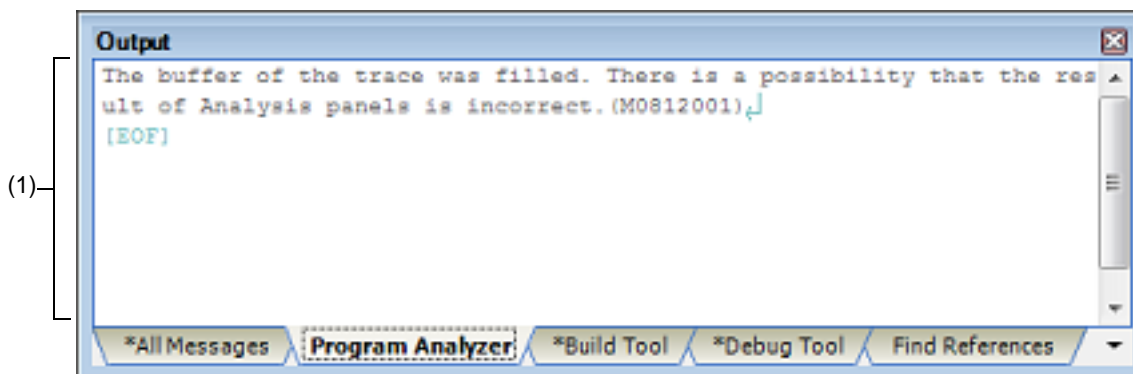 Output
The buffer of the trace was filled. There is a possibility that the res
ult of Analysis panels is incorrect.(M0812001)
[EOF]
(1)
*All Messages Program Analyzer *Build Tool *Debug Tool Find References